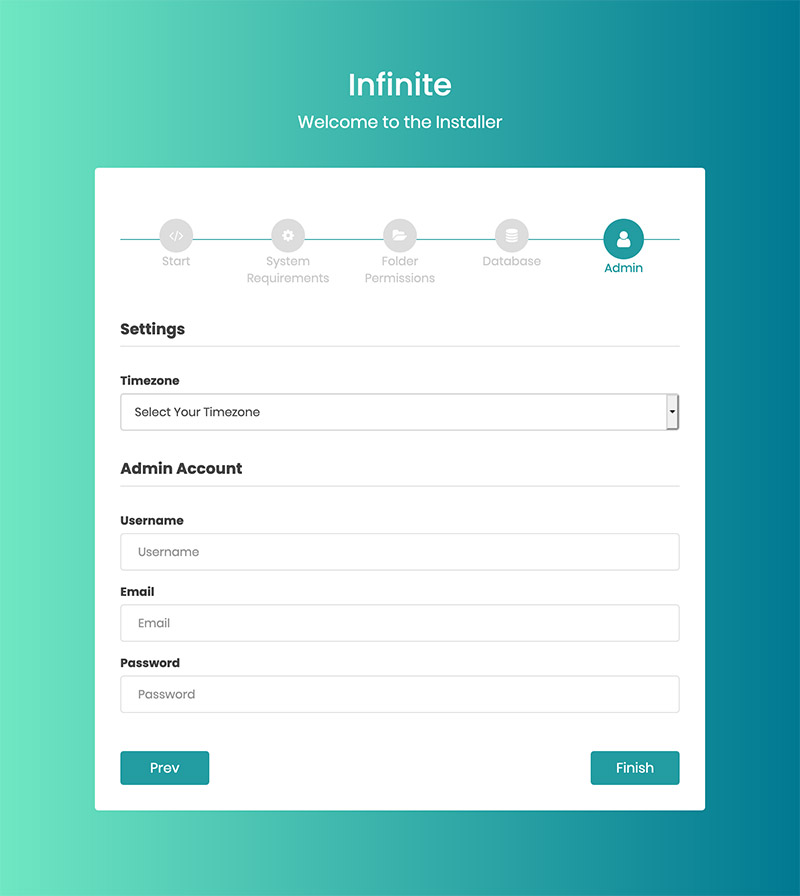 Infinite
Welcome to the Installer
Start
System
Requirements
Folder
Permissions
Database
Admin
Settings
Timezone
Select Your Timezone
Admin Account
Username
Username
Email
Email
Password
Password
Prev
Finish